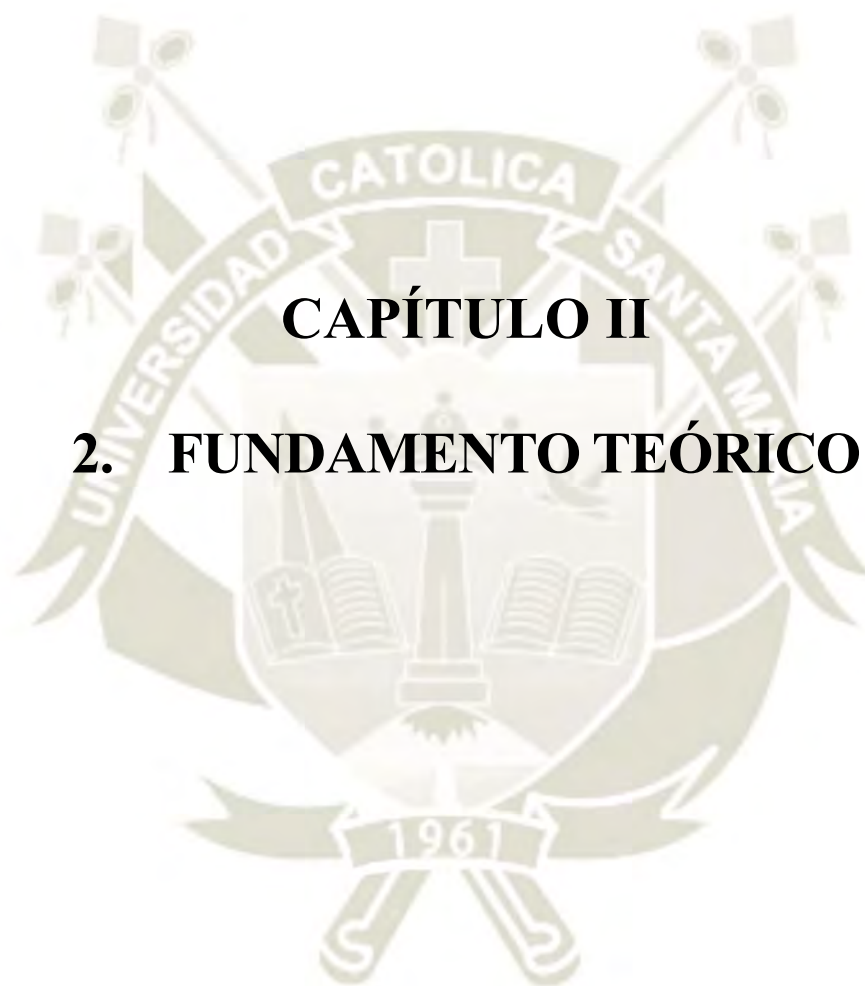 CATOLICA
UNIVERSIDAD
SANTA MARIA
CAPÍTULO II
2. FUNDAMENTO TEÓRICO
1961